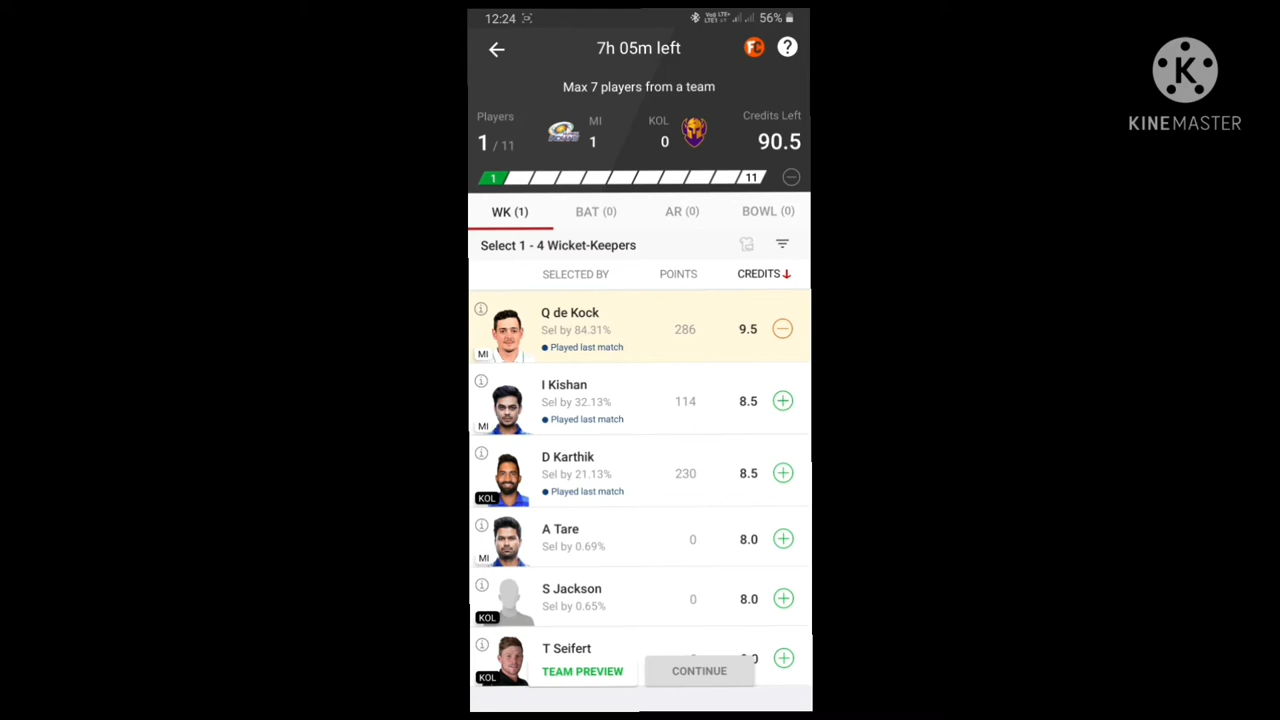 12:24 56%
7h 05m left FC ?
Max 7 players from a team
Players MI KOL Credits Left
1 / 11 1 0 90.5
1 11
WK (1) BAT (0) AR (0) BOWL (0)
Select 1 - 4 Wicket-Keepers
SELECTED BY POINTS CREDITS
Q de Kock
Sel by 84.31% 286 9.5
MI Played last match
I Kishan
Sel by 32.13% 114 8.5
MI Played last match
D Karthik
Sel by 21.13% 230 8.5
KOL Played last match
A Tare
Sel by 0.69% 0 8.0
MI
S Jackson
Sel by 0.65% 0 8.0
KOL
T Seifert
KOL TEAM PREVIEW CONTINUE
K
KINEMASTER